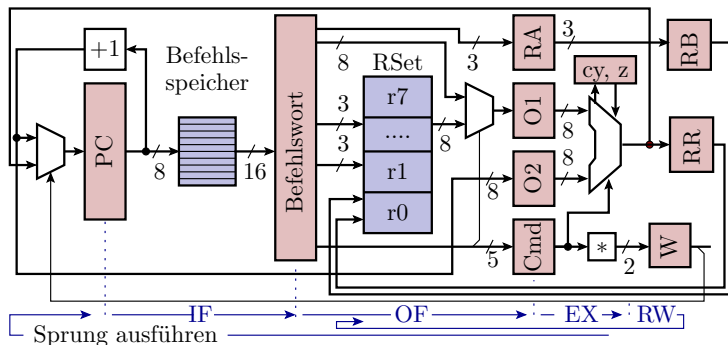 +1
Befehls-
speicher
PC
8
16
Befehlswort
8
3
3
3
RSet
r7
....
r1
r0
8
8
5
RA
3
RB
cy, z
O1
8
O2
8
RR
Cmd
*
2
W
IF
OF
EX
RW
Sprung ausführen